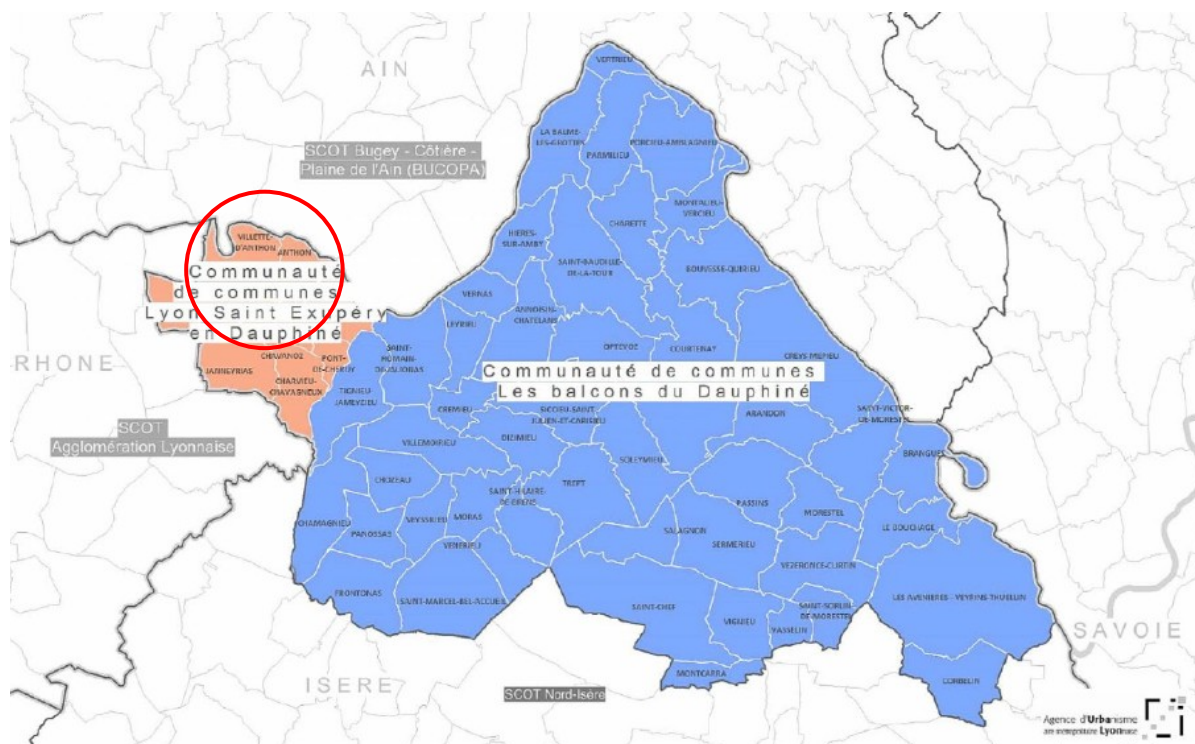 AIN
VERTRIEU
LA BALME-
LES-GROTTES
PARMILIEU
PORCIEU-AMBLAGNIEU
SCOT Bugey - Côtière -
Plaine de l'Ain (BUCOPA)
MONTALIEU-
VERCIEU
CHARETTE
HIERES-
SUR-AMBY
VILLETTE-
D'ANTHON
ANTHON
SAINT-BAUDILLE-
DE-LA-TOUR
BOUVESSE-QUIRIEU
Communauté
de communes
Lyon Saint Exupéry
en Dauphiné
VERNAS
ANNOISIN-
CHATELANS
LEYRIEU
OPTEVOZ
COURTENAY
CREYS-MEPIEU
RHONE
JANNEYRIAS
CHAVANOZ
PONT-
DE-CHERUY
CHARVIEU-
CHAVAGNEUX
SAINT-
ROMAIN-
DE-JALIONAS
TIGNIEU-
JAMEYZIEU
Communauté de communes
Les balcons du Dauphiné
CREMIEU
SICCIEU-SAINT-
JULIEN-ET-CARISIEU
ARANDON
SAINT-VICTOR-
DE-MORESTEL
SCOT
Agglomération Lyonnaise
VILLEMOIRIEU
DIZIMIEU
SOLEYMIEU
BRANGUES
CHOZEAU
SAINT-HILAIRE-
DE-BRENS
TREPT
PASSINS
MORESTEL
CHAMAGNIEU
PANOSSAS
VEYSSILIEU
MORAS
SALAGNON
SERMERIEU
LE BOUCHAGE
VENERIEU
VEZERONCE-CURTIN
FRONTONAS
SAINT-MARCEL-BEL-ACCUEIL
SAINT-CHEF
VIGNIEU
VASSELIN
SAINT-SORLIN-
DE-MORESTEL
LES AVENIERES - VEYRINS-THUELLIN
SAVOIE
MONTCARRA
CORBELIN
ISERE
SCOT Nord-Isère
Agence d'Urbanisme
aire métropolitaine Lyonnaise